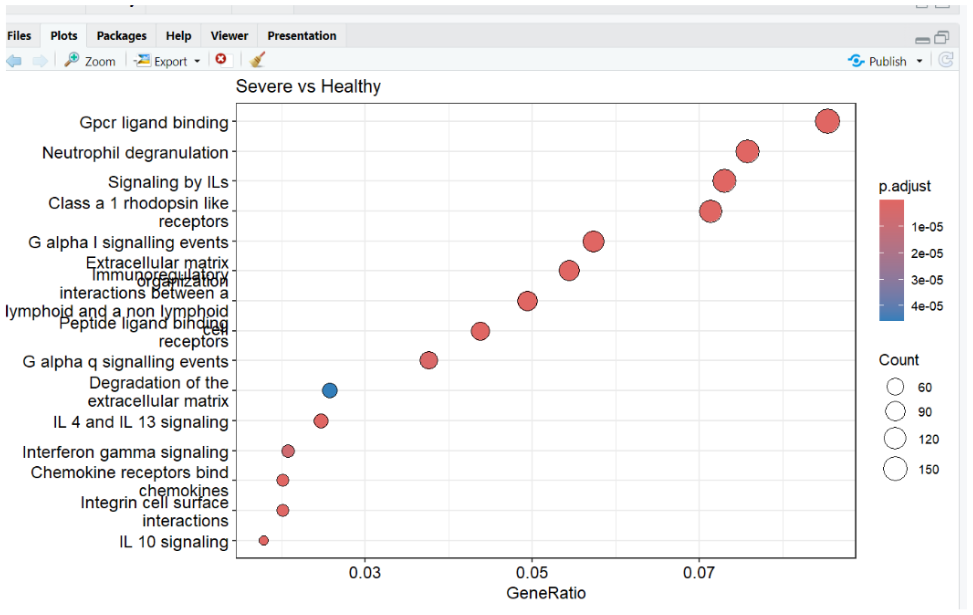 Files Plots Packages Help Viewer Presentation
Zoom Export Publish
Severe vs Healthy
Gpcr ligand binding
Neutrophil degranulation
Signaling by ILs
Class a 1 rhodopsin like
receptors
G alpha I signalling events
Extracellular matrix
organization
Immunoregulatory
interactions between a
lymphoid and a non lymphoid
cell
Peptide ligand binding
receptors
G alpha q signalling events
Degradation of the
extracellular matrix
IL 4 and IL 13 signaling
Interferon gamma signaling
Chemokine receptors bind
chemokines
Integrin cell surface
interactions
IL 10 signaling
0.03 0.05 0.07
GeneRatio
p.adjust
1e-05
2e-05
3e-05
4e-05
Count
60
90
120
150